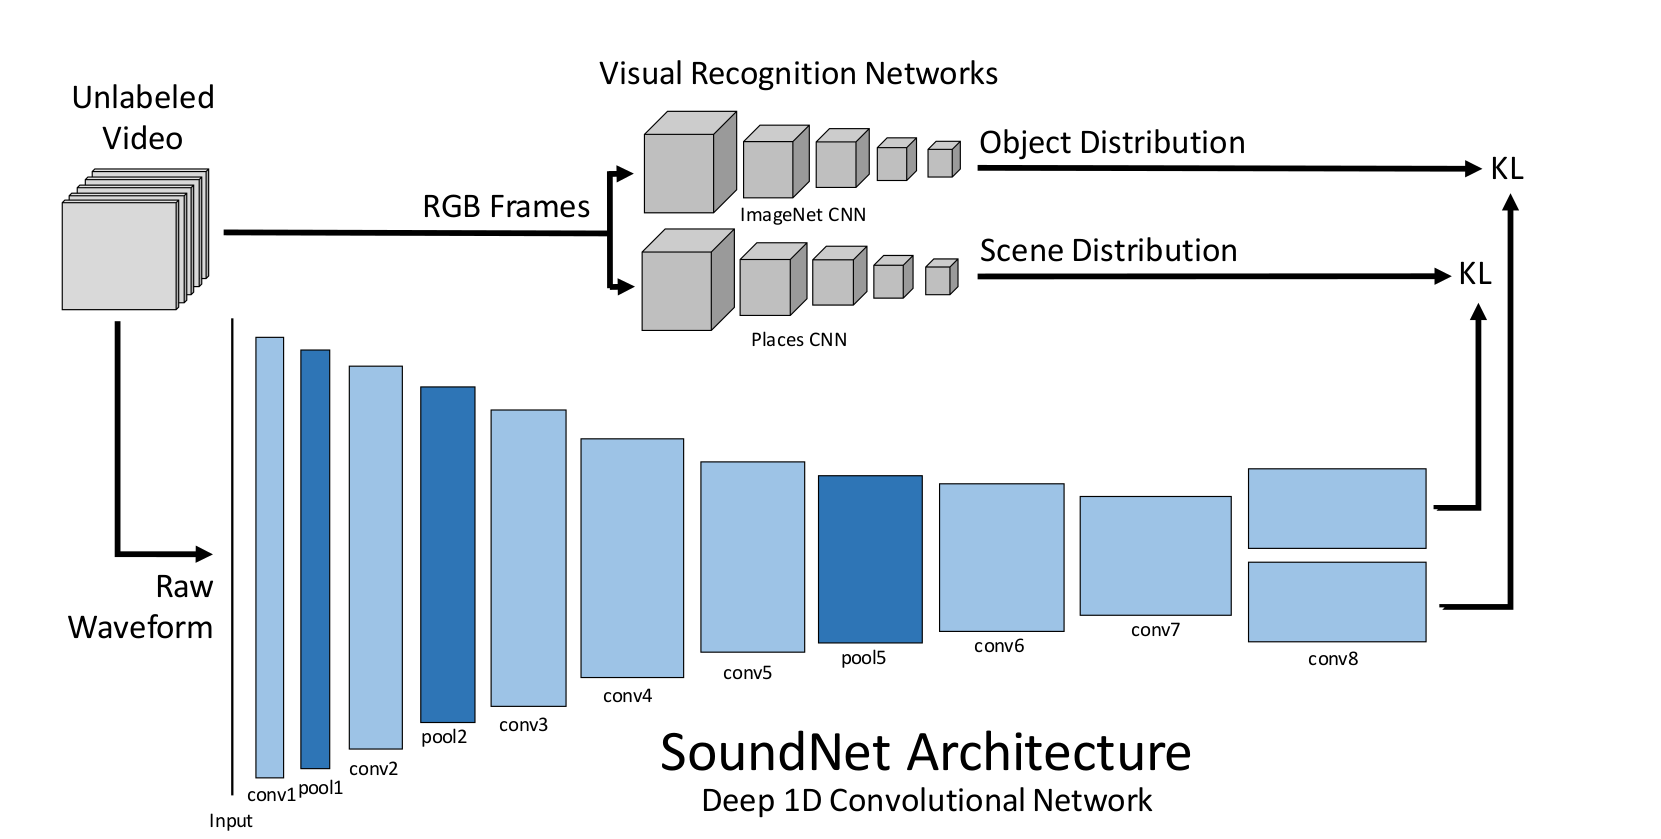 Visual Recognition Networks
Unlabeled
Video
Object Distribution
KL
RGB Frames
ImageNet CNN
Scene Distribution
KL
Places CNN
Raw
Waveform
Input
conv1
pool1
conv2
pool2
conv3
conv4
conv5
pool5
conv6
conv7
conv8
SoundNet Architecture
Deep 1D Convolutional Network